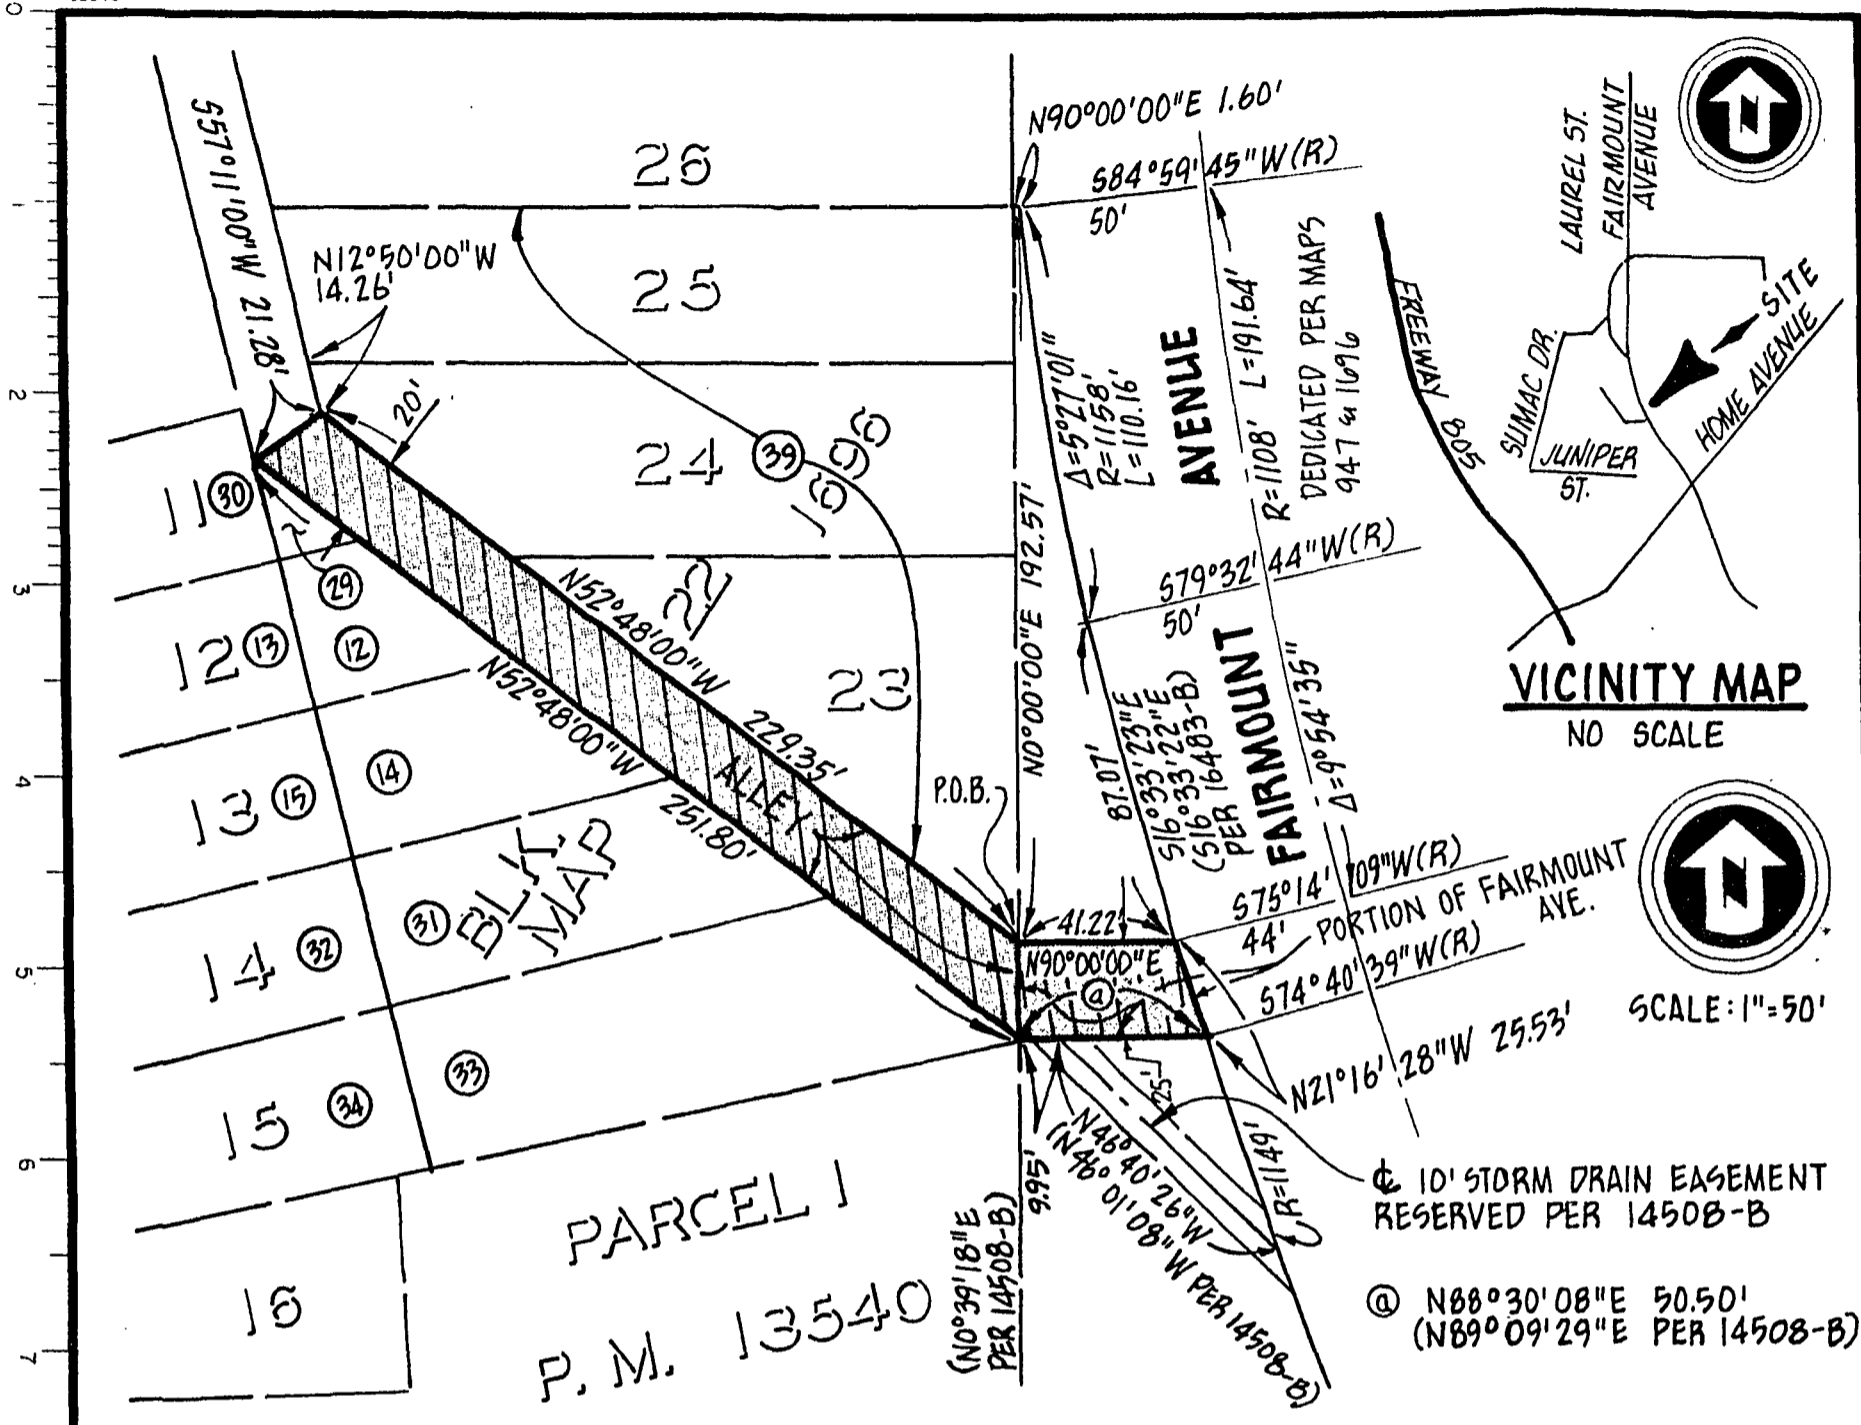 0
1
2
3
4
5
6
7
S57°11'00"W 21.28'
N12°50'00"W
14.26'
20'
26
25
24
22
23
1696
39
11 30
29
12 13
12
13 15
14
14 32
31
15 34
33
16
BLK.
MAP
N52°48'00"W
229.35'
N52°48'00"W
251.80'
ALLEY
P.O.B.
PARCEL 1
P. M. 13540
N90°00'00"E 1.60'
S84°59'45"W(R)
50'
Δ=5°27'01"
R=1158'
L=110.16'
AVENUE
R=1108' L=191.64'
DEDICATED PER MAPS
947 & 1696
N0°00'00"E 192.57'
S79°32'44"W(R)
50'
87.07'
S16°33'23"E
(S16°33'22"E
PER 16483-B)
FAIRMOUNT
Δ=9°54'35"
S75°14'09"W(R)
44'
PORTION OF FAIRMOUNT
AVE.
41.22'
N90°00'00"E
a
S74°40'39"W(R)
N21°16'28"W 25.53'
25'
9.95'
(N0°39'18"E
PER 14508-B)
N46°40'26"W
(N46°01'08"W PER 14508-B)
R=1149'
℄ 10' STORM DRAIN EASEMENT
RESERVED PER 14508-B
a N88°30'08"E 50.50'
(N89°09'29"E PER 14508-B)
N
LAUREL ST.
FAIRMOUNT
AVENUE
SITE
FREEWAY 805
SUMAC DR.
JUNIPER
ST.
HOME AVENUE
VICINITY MAP
NO SCALE
N
SCALE: 1"=50'